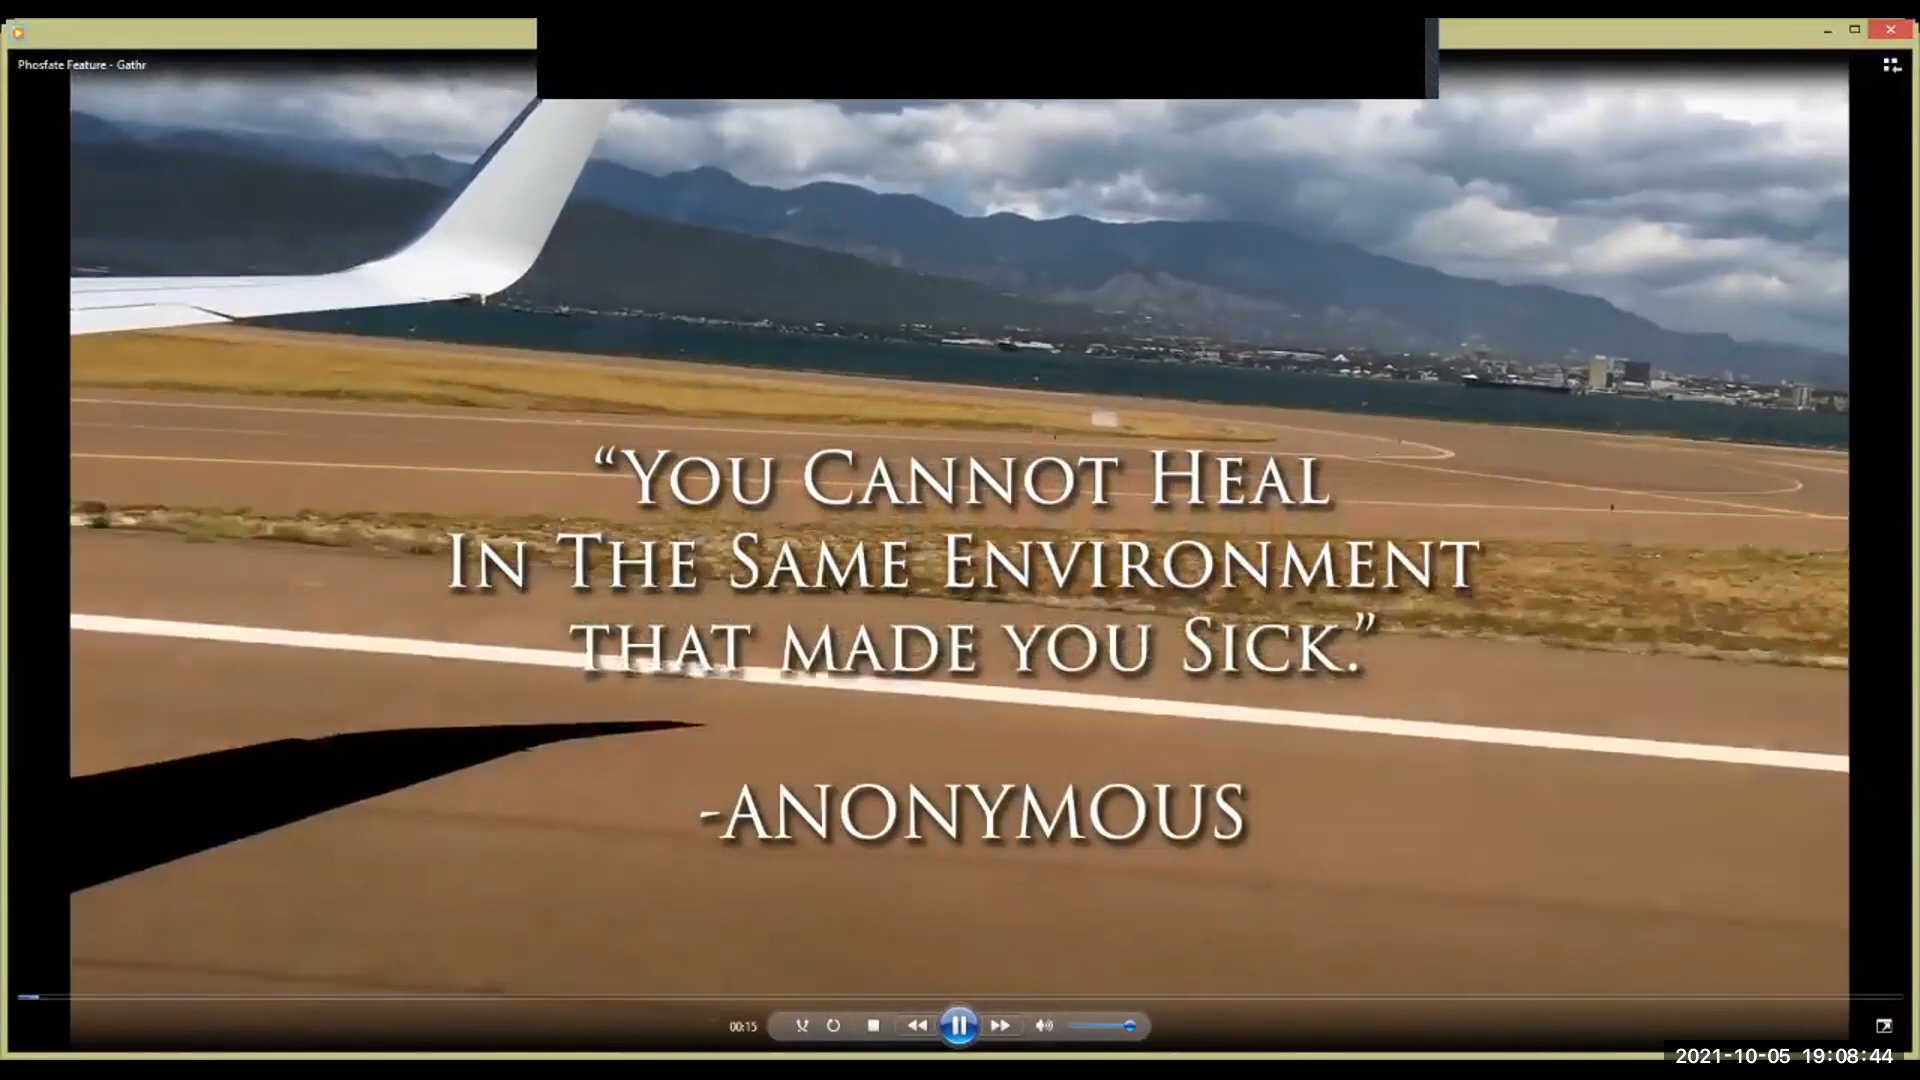 Phosfate Feature - Gathr
“YOU CANNOT HEAL
IN THE SAME ENVIRONMENT
THAT MADE YOU SICK.”
-ANONYMOUS
00:15
2021-10-05 19:08:44